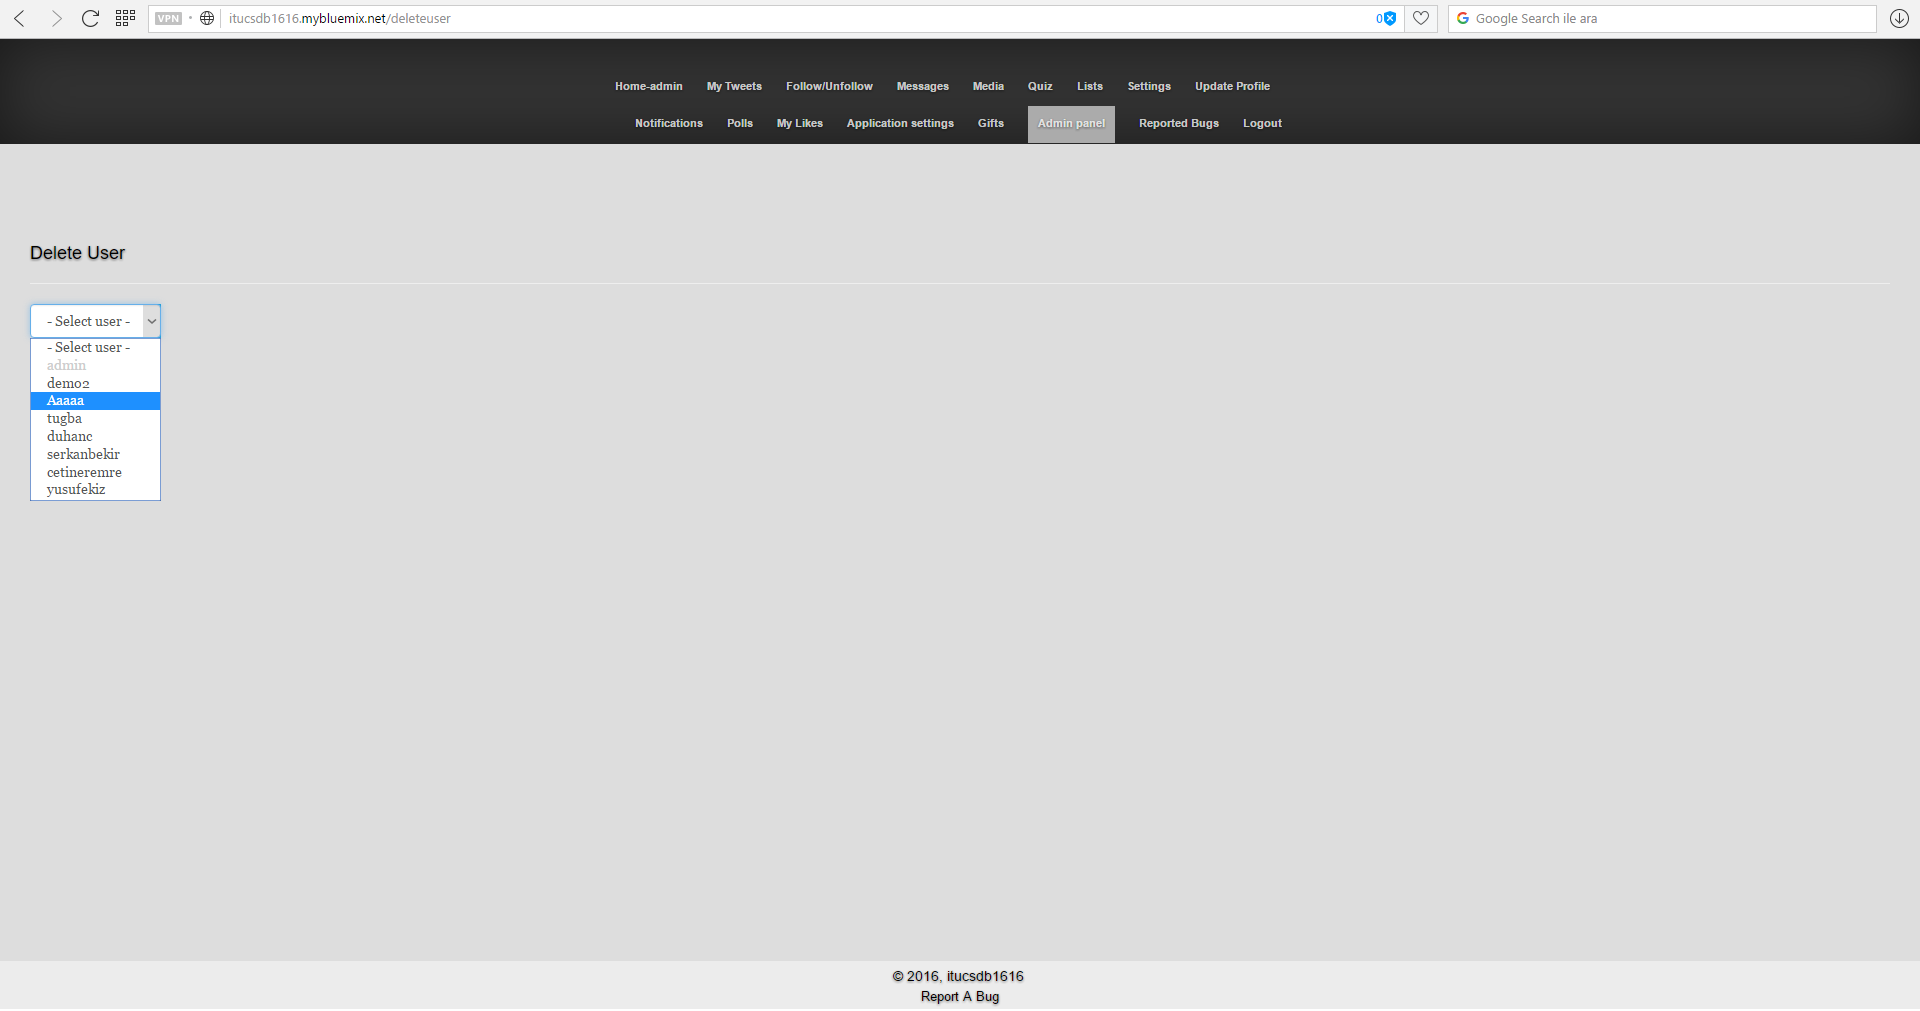 VPN itucsdb1616.mybluemix.net/deleteuser 0 Google Search ile ara
Home-admin My Tweets Follow/Unfollow Messages Media Quiz Lists Settings Update Profile
Notifications Polls My Likes Application settings Gifts Admin panel Reported Bugs Logout
Delete User
- Select user -
- Select user -
admin
demo2
Aaaaa
tugba
duhanc
serkanbekir
cetineremre
yusufekiz
© 2016, itucsdb1616
Report A Bug